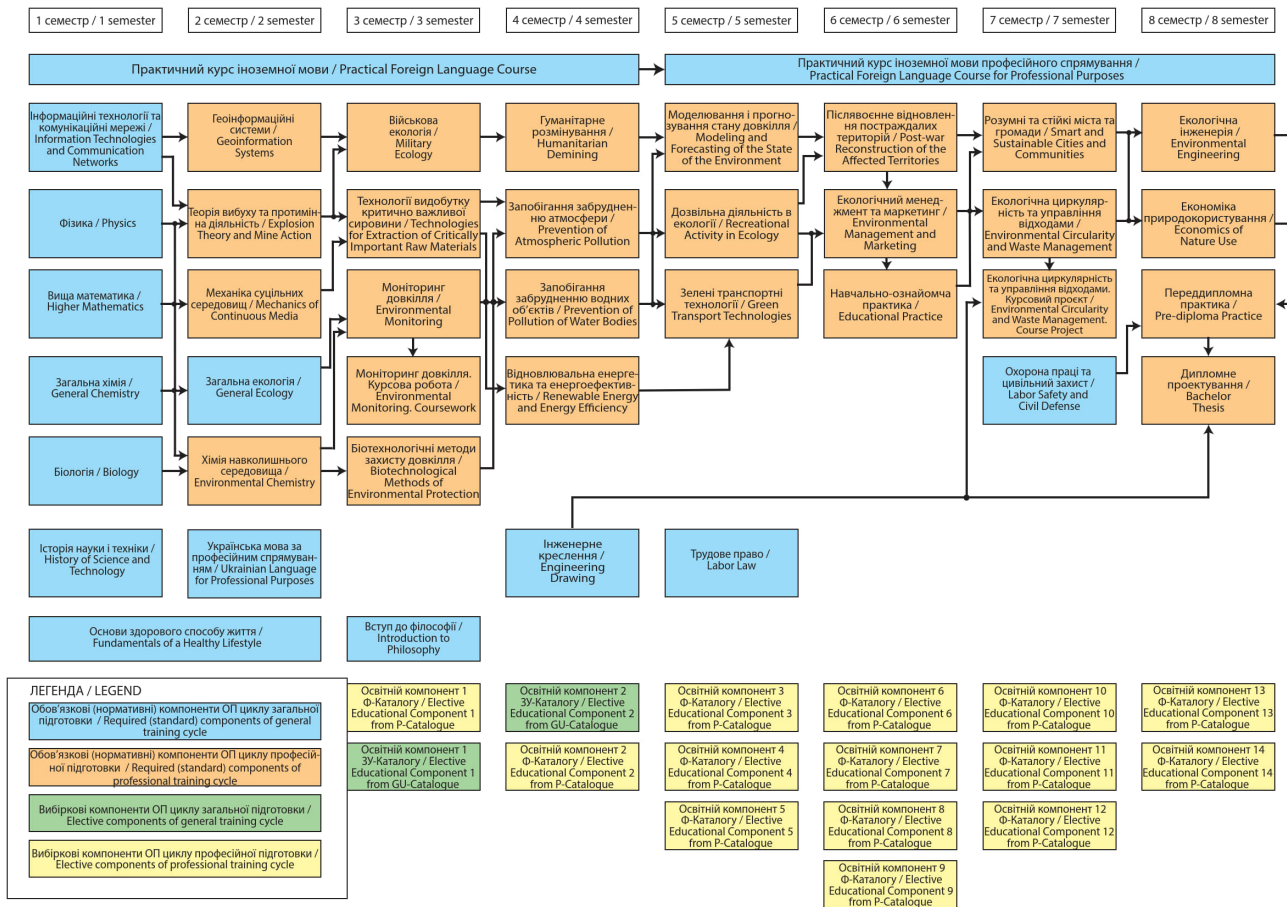 1 семестр / 1 semester
2 семестр / 2 semester
3 семестр / 3 semester
4 семестр / 4 semester
5 семестр / 5 semester
6 семестр / 6 semester
7 семестр / 7 semester
8 семестр / 8 semester
Практичний курс іноземної мови / Practical Foreign Language Course
Практичний курс іноземної мови професійного спрямування /
Practical Foreign Language Course for Professional Purposes
Інформаційні технології та
комунікаційні мережі /
Information Technologies
and Communication
Networks
Геоінформаційні
системи /
Geoinformation
Systems
Військова
екологія /
Military
Ecology
Гуманітарне
розмінування /
Humanitarian
Demining
Моделювання і прогно-
зування стану довкілля /
Modeling and
Forecasting of the State
of the Environment
Післявоєнне відновлен-
ня постраждалих
територій / Post-war
Reconstruction of the
Affected Territories
Розумні та стійкі міста та
громади / Smart and
Sustainable Cities and
Communities
Екологічна
інженерія /
Environmental
Engineering
Фізика / Physics
Теорія вибуху та протимін-
на діяльність / Explosion
Theory and Mine Action
Технології видобутку
критично важливої
сировини / Technologies
for Extraction of Critically
Important Raw Materials
Запобігання забруднен-
ню атмосфери /
Prevention of
Atmospheric Pollution
Дозвільна діяльність в
екології / Recreational
Activity in Ecology
Екологічний менедж-
мент та маркетинг /
Environmental
Management and
Marketing
Екологічна циркуляр-
ність та управління
відходами /
Environmental Circularity
and Waste Management
Економіка
природокористування /
Economics of
Nature Use
Вища математика /
Higher Mathematics
Механіка суцільних
середовищ / Mechanics of
Continuous Media
Моніторинг
довкілля /
Environmental
Monitoring
Запобігання
забрудненню водних
об’єктів / Prevention of
Pollution of Water Bodies
Зелені транспортні
технології / Green
Transport Technologies
Навчально-ознайомча
практика /
Educational Practice
Екологічна циркулярність
та управління відходами.
Курсовий проєкт /
Environmental Circularity
and Waste Management.
Course Project
Переддипломна
практика /
Pre-diploma Practice
Загальна хімія /
General Chemistry
Загальна екологія /
General Ecology
Моніторинг довкілля.
Курсова робота /
Environmental
Monitoring. Coursework
Відновлювальна енерге-
тика та енергоефектив-
ність / Renewable Energy
and Energy Efficiency
Охорона праці та
цивільний захист /
Labor Safety and
Civil Defense
Дипломне
проектування /
Bachelor
Thesis
Біологія / Biology
Хімія навколишнього
середовища /
Environmental Chemistry
Біотехнологічні методи
захисту довкілля /
Biotechnological
Methods of
Environmental Protection
Історія науки і техніки /
History of Science and
Technology
Українська мова за
професійним спрямуван-
ням / Ukrainian Language
for Professional Purposes
Інженерне
креслення /
Engineering
Drawing
Трудове право /
Labor Law
Основи здорового способу життя /
Fundamentals of a Healthy Lifestyle
Вступ до філософії /
Introduction to
Philosophy
ЛЕГЕНДА / LEGEND
Обов’язкові (нормативні) компоненти ОП циклу загальної
підготовки / Required (standard) components of general
training cycle
Обов’язкові (нормативні) компоненти ОП циклу професій-
ної підготовки / Required (standard) components of
professional training cycle
Вибіркові компоненти ОП циклу загальної підготовки /
Elective components of general training cycle
Вибіркові компоненти ОП циклу професійної підготовки /
Elective components of professional training cycle
Освітній компонент 1
Ф-Каталогу / Elective
Educational Component
1 from P-Catalogue
Освітній компонент 2
ЗУ-Каталогу / Elective
Educational Component 2
from GU-Catalogue
Освітній компонент 3
Ф-Каталогу / Elective
Educational Component 3
from P-Catalogue
Освітній компонент 6
Ф-Каталогу / Elective
Educational Component 6
from P-Catalogue
Освітній компонент 10
Ф-Каталогу / Elective
Educational Component
10 from P-Catalogue
Освітній компонент 13
Ф-Каталогу / Elective
Educational Component 13
from P-Catalogue
Освітній компонент 1
ЗУ-Каталогу / Elective
Educational Component 1
from GU-Catalogue
Освітній компонент 2
Ф-Каталогу / Elective
Educational Component
2 from P-Catalogue
Освітній компонент 4
Ф-Каталогу / Elective
Educational Component 4
from P-Catalogue
Освітній компонент 7
Ф-Каталогу / Elective
Educational Component 7
from P-Catalogue
Освітній компонент 11
Ф-Каталогу / Elective
Educational Component
11 from P-Catalogue
Освітній компонент 14
Ф-Каталогу / Elective
Educational Component 14
from P-Catalogue
Освітній компонент 5
Ф-Каталогу / Elective
Educational Component 5
from P-Catalogue
Освітній компонент 8
Ф-Каталогу / Elective
Educational Component 8
from P-Catalogue
Освітній компонент 12
Ф-Каталогу / Elective
Educational Component 12
from P-Catalogue
Освітній компонент 9
Ф-Каталогу / Elective
Educational Component 9
from P-Catalogue